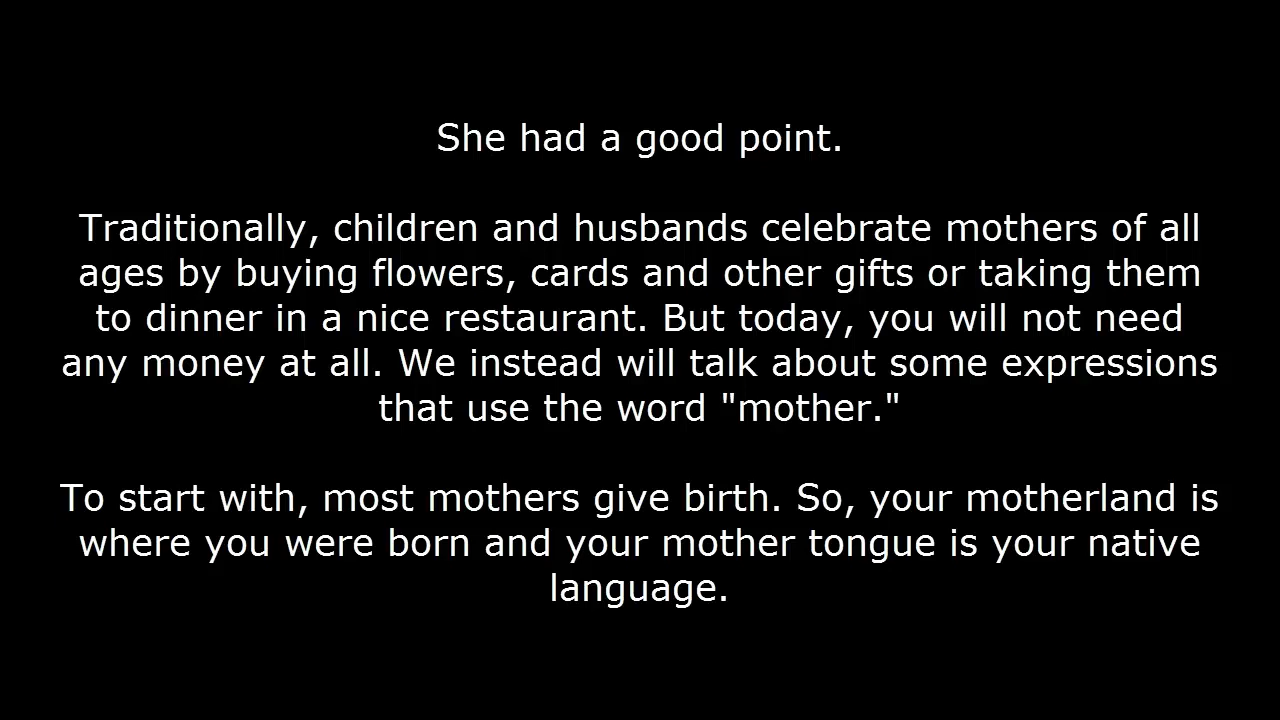 She had a good point.
Traditionally, children and husbands celebrate mothers of all
ages by buying flowers, cards and other gifts or taking them
to dinner in a nice restaurant. But today, you will not need
any money at all. We instead will talk about some expressions
that use the word "mother."
To start with, most mothers give birth. So, your motherland is
where you were born and your mother tongue is your native
language.